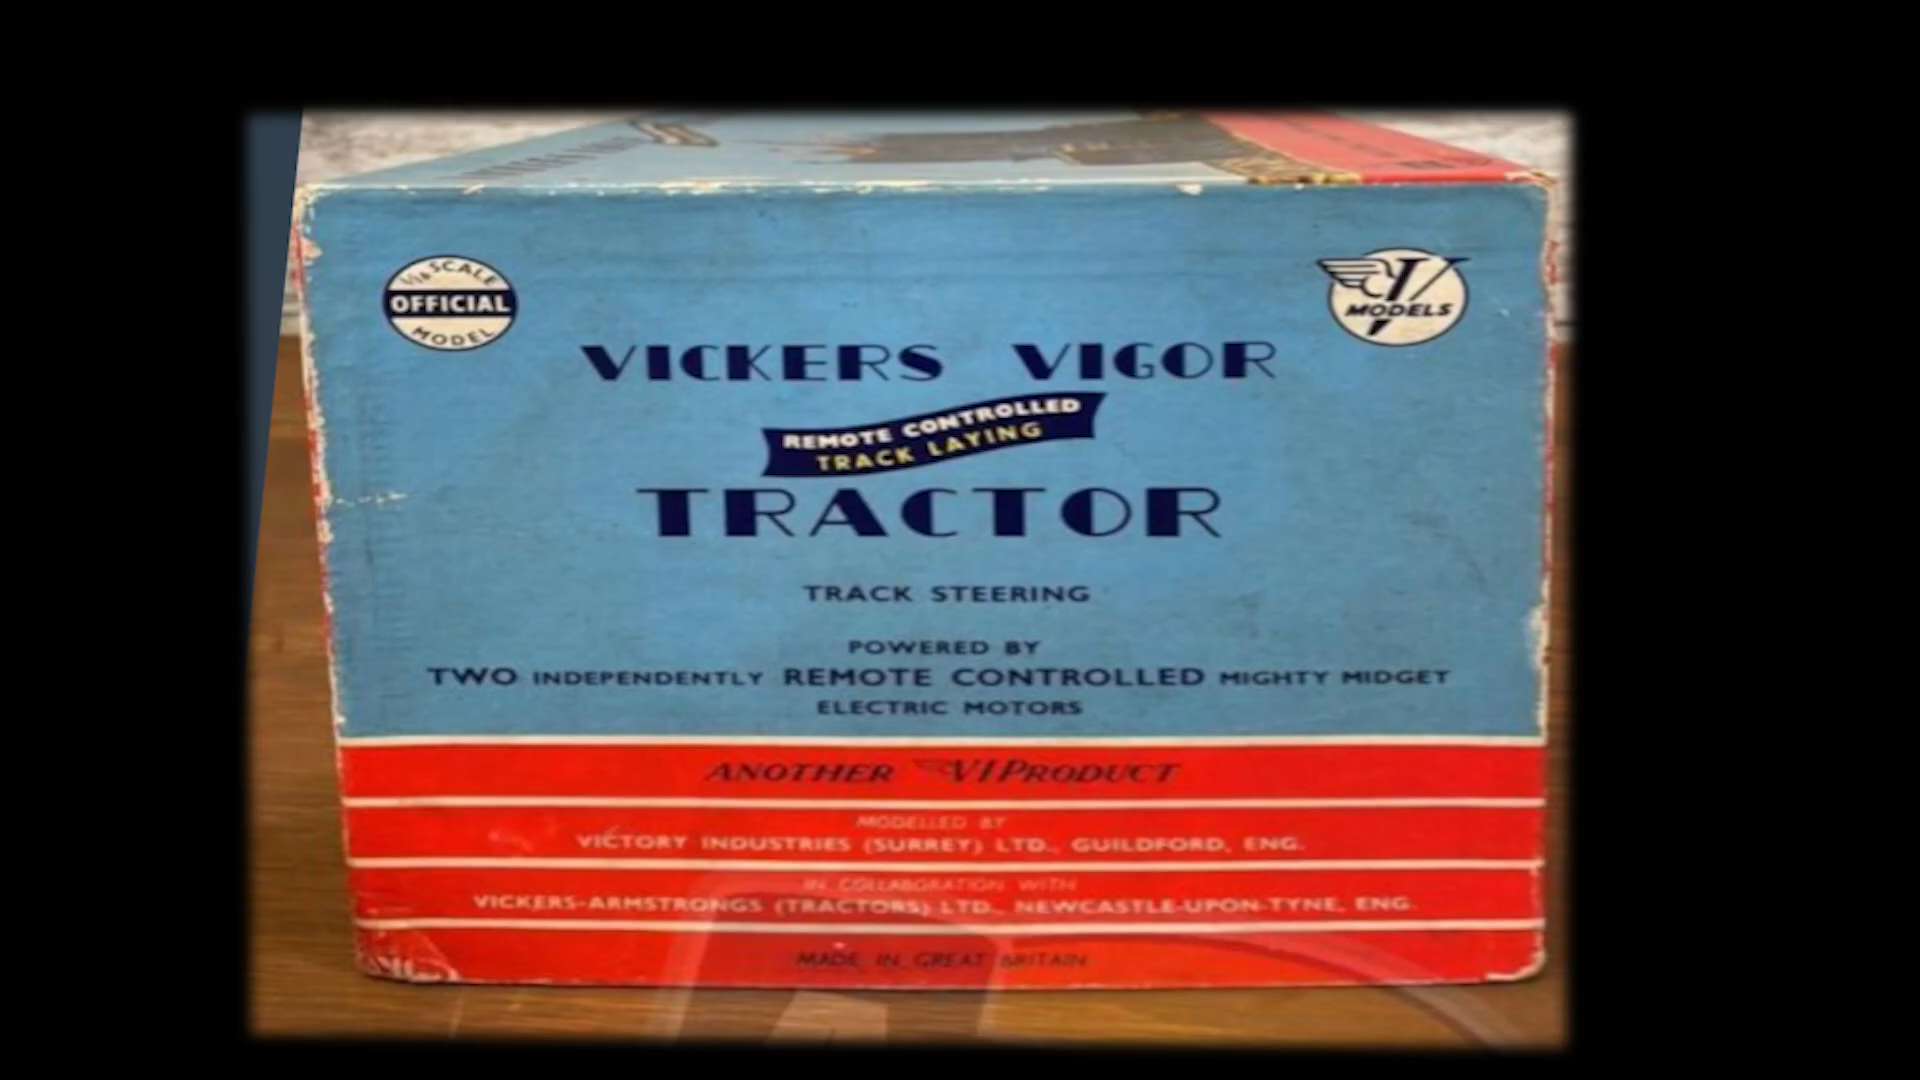 1/18 SCALE
OFFICIAL
MODEL
V
MODELS
VICKERS VIGOR
REMOTE CONTROLLED
TRACK LAYING
TRACTOR
TRACK STEERING
POWERED BY
TWO INDEPENDENTLY REMOTE CONTROLLED MIGHTY MIDGET
ELECTRIC MOTORS
ANOTHER VI PRODUCT
MODELLED BY
VICTORY INDUSTRIES (SURREY) LTD., GUILDFORD, ENG.
IN COLLABORATION WITH
VICKERS-ARMSTRONGS (TRACTORS) LTD., NEWCASTLE-UPON-TYNE, ENG.
MADE IN GREAT BRITAIN